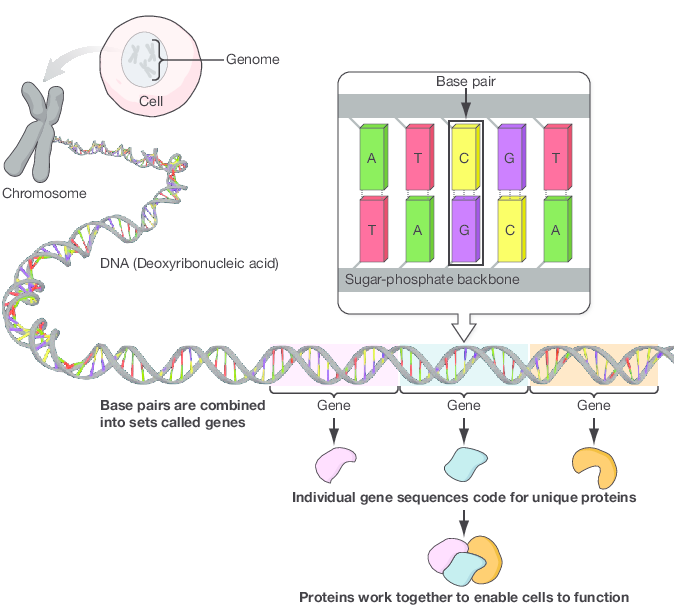 Genome
Cell
Chromosome
DNA (Deoxyribonucleic acid)
Base pair
A T C G T
T A G C A
Sugar-phosphate backbone
Base pairs are combined
into sets called genes
Gene Gene Gene
Individual gene sequences code for unique proteins
Proteins work together to enable cells to function